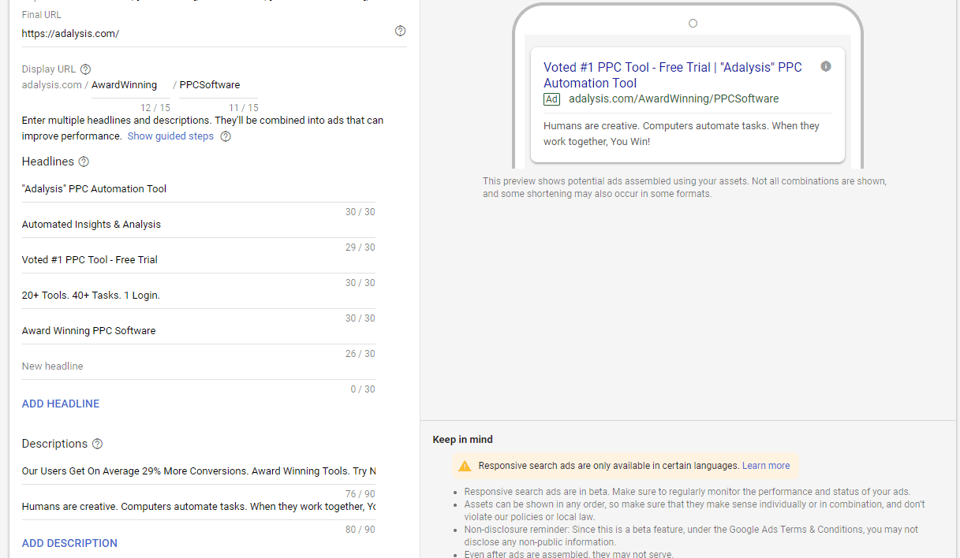 Final URL
https://adalysis.com/
Display URL
adalysis.com / AwardWinning / PPCSoftware
12 / 15 11 / 15
Enter multiple headlines and descriptions. They'll be combined into ads that can
improve performance. Show guided steps
Headlines
"Adalysis" PPC Automation Tool
30 / 30
Automated Insights & Analysis
29 / 30
Voted #1 PPC Tool - Free Trial
30 / 30
20+ Tools. 40+ Tasks. 1 Login.
30 / 30
Award Winning PPC Software
26 / 30
New headline
0 / 30
ADD HEADLINE
Descriptions
Our Users Get On Average 29% More Conversions. Award Winning Tools. Try N
76 / 90
Humans are creative. Computers automate tasks. When they work together, Yo
80 / 90
ADD DESCRIPTION
Voted #1 PPC Tool - Free Trial | "Adalysis" PPC
Automation Tool
Ad adalysis.com/AwardWinning/PPCSoftware
Humans are creative. Computers automate tasks. When they
work together, You Win!
This preview shows potential ads assembled using your assets. Not all combinations are shown,
and some shortening may also occur in some formats.
Keep in mind
Responsive search ads are only available in certain languages. Learn more
Responsive search ads are in beta. Make sure to regularly monitor the performance and status of your ads.
Assets can be shown in any order, so make sure that they make sense individually or in combination, and don't
violate our policies or local law.
Non-disclosure reminder: Since this is a beta feature, under the Google Ads Terms & Conditions, you may not
disclose any non-public information.
Even after ads are assembled, they may not serve.